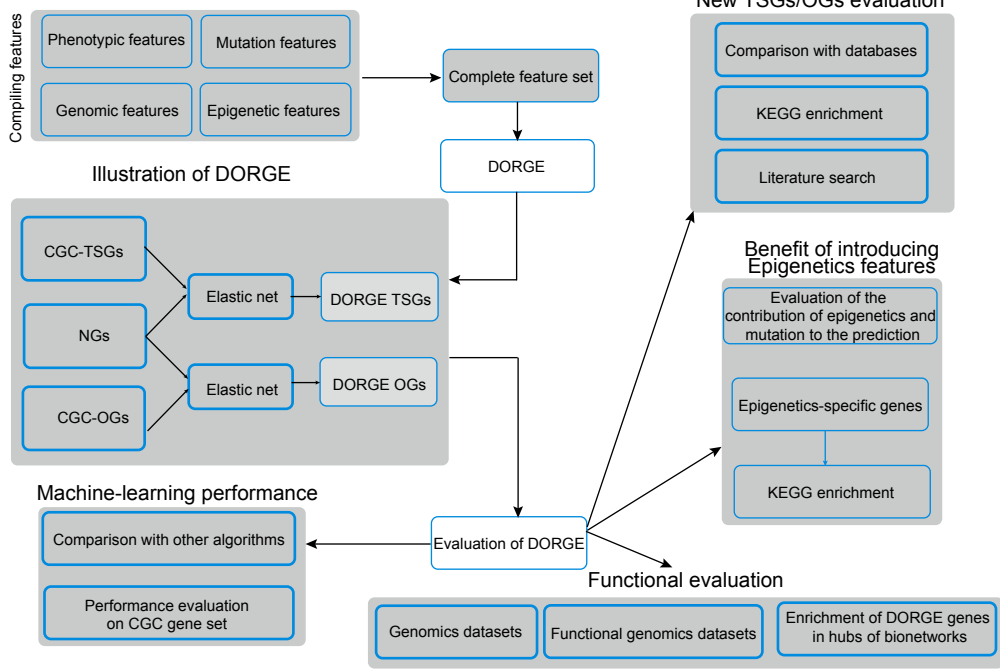 Compiling features
Phenotypic features
Mutation features
Genomic features
Epigenetic features
Complete feature set
DORGE
New TSGs/OGs evaluation
Comparison with databases
KEGG enrichment
Literature search
Illustration of DORGE
CGC-TSGs
NGs
CGC-OGs
Elastic net
DORGE TSGs
Elastic net
DORGE OGs
Benefit of introducing
Epigenetics features
Evaluation of the
contribution of epigenetics and
mutation to the prediction
Epigenetics-specific genes
KEGG enrichment
Machine-learning performance
Comparison with other algorithms
Performance evaluation
on CGC gene set
Evaluation of DORGE
Functional evaluation
Genomics datasets
Functional genomics datasets
Enrichment of DORGE genes
in hubs of bionetworks